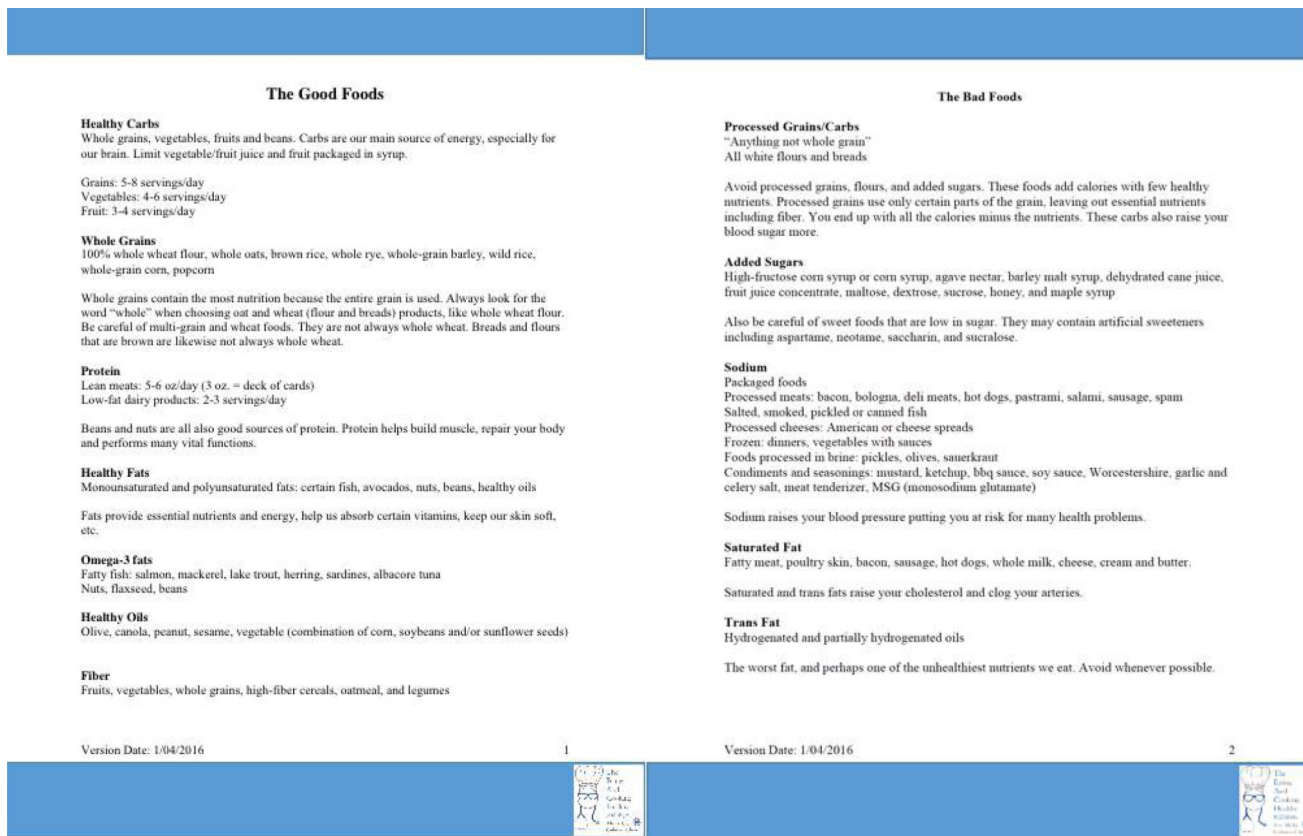 The Good Foods
Healthy Carbs
Whole grains, vegetables, fruits and beans. Carbs are our main source of energy, especially for
our brain. Limit vegetable/fruit juice and fruit packaged in syrup.
Grains: 5-8 servings/day
Vegetables: 4-6 servings/day
Fruit: 3-4 servings/day
Whole Grains
100% whole wheat flour, whole oats, brown rice, whole rye, whole-grain barley, wild rice,
whole-grain corn, popcorn
Whole grains contain the most nutrition because the entire grain is used. Always look for the
word “whole” when choosing oat and wheat (flour and breads) products, like whole wheat flour.
Be careful of multi-grain and wheat foods. They are not always whole wheat. Breads and flours
that are brown are likewise not always whole wheat.
Protein
Lean meats: 5-6 oz/day (3 oz. = deck of cards)
Low-fat dairy products: 2-3 servings/day
Beans and nuts are all also good sources of protein. Protein helps build muscle, repair your body
and performs many vital functions.
Healthy Fats
Monounsaturated and polyunsaturated fats: certain fish, avocados, nuts, beans, healthy oils
Fats provide essential nutrients and energy, help us absorb certain vitamins, keep our skin soft,
etc.
Omega-3 fats
Fatty fish: salmon, mackerel, lake trout, herring, sardines, albacore tuna
Nuts, flaxseed, beans
Healthy Oils
Olive, canola, peanut, sesame, vegetable (combination of corn, soybeans and/or sunflower seeds)
Fiber
Fruits, vegetables, whole grains, high-fiber cereals, oatmeal, and legumes
Version Date: 1/04/2016 1
The Bad Foods
Processed Grains/Carbs
“Anything not whole grain”
All white flours and breads
Avoid processed grains, flours, and added sugars. These foods add calories with few healthy
nutrients. Processed grains use only certain parts of the grain, leaving out essential nutrients
including fiber. You end up with all the calories minus the nutrients. These carbs also raise your
blood sugar more.
Added Sugars
High-fructose corn syrup or corn syrup, agave nectar, barley malt syrup, dehydrated cane juice,
fruit juice concentrate, maltose, dextrose, sucrose, honey, and maple syrup
Also be careful of sweet foods that are low in sugar. They may contain artificial sweeteners
including aspartame, neotame, saccharin, and sucralose.
Sodium
Packaged foods
Processed meats: bacon, bologna, deli meats, hot dogs, pastrami, salami, sausage, spam
Salted, smoked, pickled or canned fish
Processed cheeses: American or cheese spreads
Frozen: dinners, vegetables with sauces
Foods processed in brine: pickles, olives, sauerkraut
Condiments and seasonings: mustard, ketchup, bbq sauce, soy sauce, Worcestershire, garlic and
celery salt, meat tenderizer, MSG (monosodium glutamate)
Sodium raises your blood pressure putting you at risk for many health problems.
Saturated Fat
Fatty meat, poultry skin, bacon, sausage, hot dogs, whole milk, cheese, cream and butter.
Saturated and trans fats raise your cholesterol and clog your arteries.
Trans Fat
Hydrogenated and partially hydrogenated oils
The worst fat, and perhaps one of the unhealthiest nutrients we eat. Avoid whenever possible.
Version Date: 1/04/2016 2
The
And